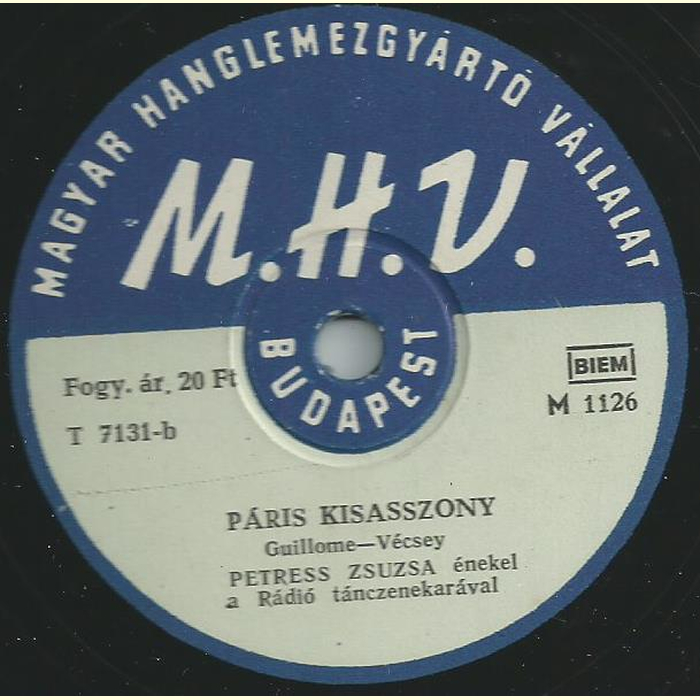 MAGYAR HANGLEMEZGYÁRTÓ VÁLLALAT
M.H.V.
BUDAPEST
Fogy. ár, 20 Ft
T 7131-b
BIEM
M 1126
PÁRIS KISASSZONY
Guillome—Vécsey
PETRESS ZSUZSA énekel
a Rádió tánczenekarával